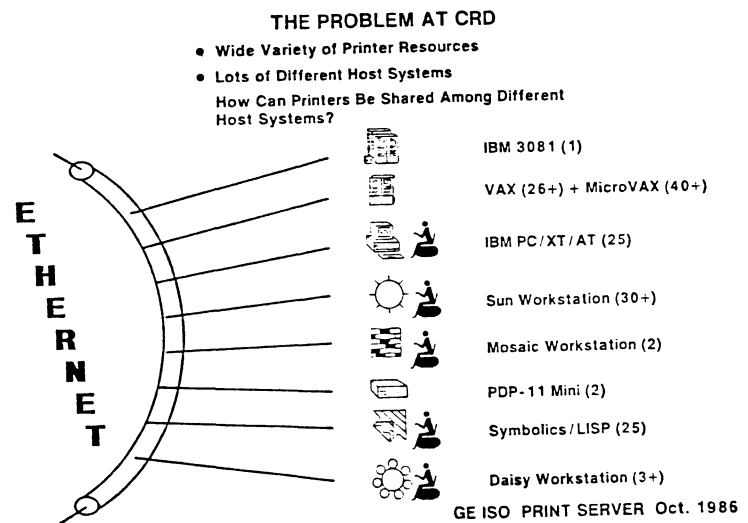 THE PROBLEM AT CRD
• Wide Variety of Printer Resources
• Lots of Different Host Systems
How Can Printers Be Shared Among Different
Host Systems?
ETHERNET
IBM 3081 (1)
VAX (26+) + MicroVAX (40+)
IBM PC/XT/AT (25)
Sun Workstation (30+)
Mosaic Workstation (2)
PDP-11 Mini (2)
Symbolics/LISP (25)
Daisy Workstation (3+)
GE ISO PRINT SERVER Oct. 1986